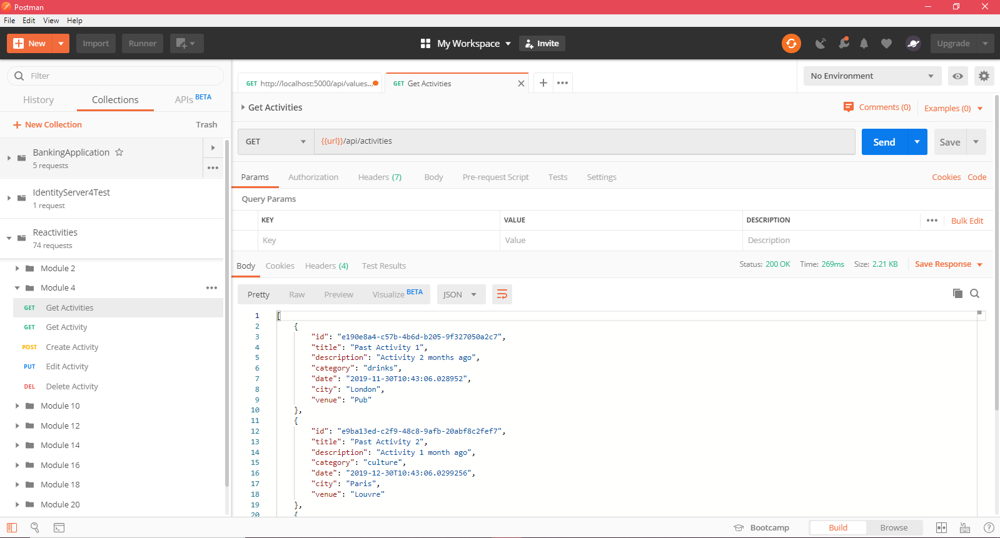 Postman
File Edit View Help
New Import Runner My Workspace Invite Upgrade
Filter
History Collections APIs BETA
New Collection Trash
BankingApplication
5 requests
IdentityServer4Test
1 request
Reactivities
74 requests
Module 2
Module 4
GET Get Activities
GET Get Activity
POST Create Activity
PUT Edit Activity
DEL Delete Activity
Module 10
Module 12
Module 14
Module 16
Module 18
Module 20
GET http://localhost:5000/api/values... GET Get Activities No Environment
Get Activities Comments (0) Examples (0)
GET {{url}}/api/activities Send Save
Params Authorization Headers (7) Body Pre-request Script Tests Settings Cookies Code
Query Params
KEY VALUE DESCRIPTION Bulk Edit
Key Value Description
Body Cookies Headers (4) Test Results Status: 200 OK Time: 269ms Size: 2.21 KB Save Response
Pretty Raw Preview Visualize BETA JSON
1 [
2 {
3 "id": "e190e8a4-c57b-4b6d-b205-9f327050a2c7",
4 "title": "Past Activity 1",
5 "description": "Activity 2 months ago",
6 "category": "drinks",
7 "date": "2019-11-30T10:43:06.028952",
8 "city": "London",
9 "venue": "Pub"
10 },
11 {
12 "id": "e9ba13ed-c2f9-48c8-9afb-20abf8c2fef7",
13 "title": "Past Activity 2",
14 "description": "Activity 1 month ago",
15 "category": "culture",
16 "date": "2019-12-30T10:43:06.0299256",
17 "city": "Paris",
18 "venue": "Louvre"
19 },
20 {
Bootcamp Build Browse